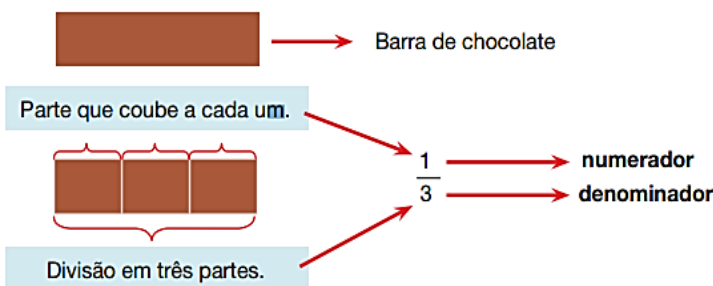 Barra de chocolate
Parte que coube a cada um.
1
numerador
3
denominador
Divisão em três partes.